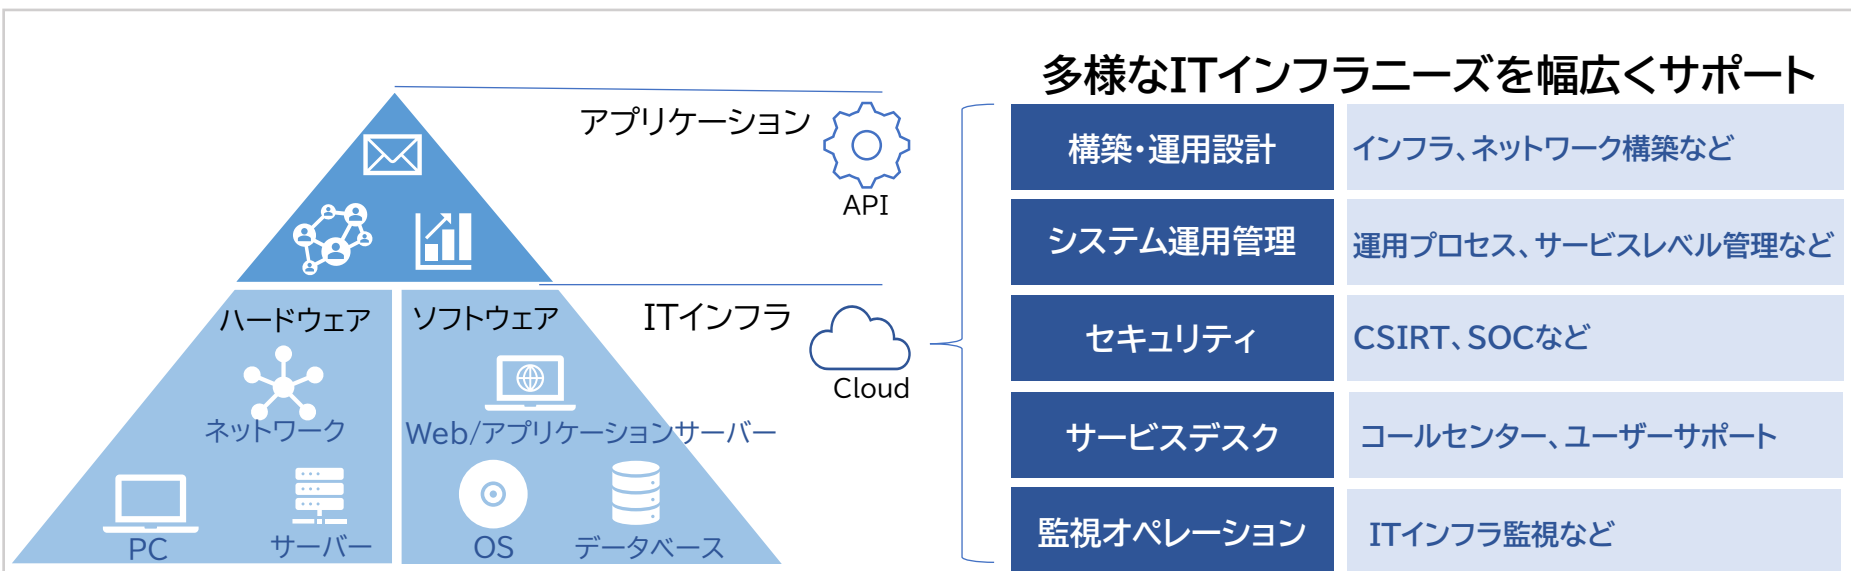 多様なITインフラニーズを幅広くサポート
アプリケーション
API
ITインフラ
Cloud
ハードウェア
ソフトウェア
ネットワーク
Web/アプリケーションサーバー
PC
サーバー
OS
データベース
構築・運用設計
インフラ、ネットワーク構築など
システム運用管理
運用プロセス、サービスレベル管理など
セキュリティ
CSIRT、SOCなど
サービスデスク
コールセンター、ユーザーサポート
監視オペレーション
ITインフラ監視など